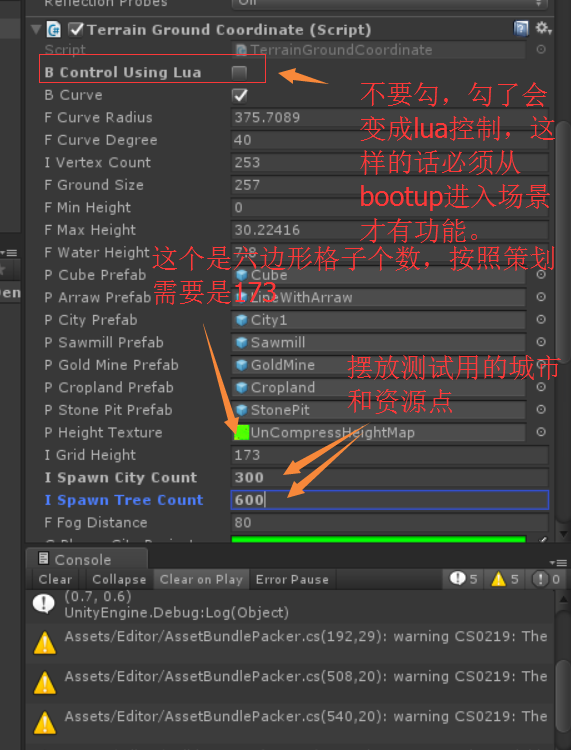 Reflection Probes Off
Terrain Ground Coordinate (Script)
Script TerrainGroundCoordinate
B Control Using Lua
B Curve
F Curve Radius 375.7089
F Curve Degree 40
I Vertex Count 253
F Ground Size 257
F Min Height 0
F Max Height 30.22416
F Water Height 7.8
P Cube Prefab Cube
P Arraw Prefab LineWithArraw
P City Prefab City1
P Sawmill Prefab Sawmill
P Gold Mine Prefab GoldMine
P Cropland Prefab Cropland
P Stone Pit Prefab StonePit
P Height Texture UnCompressHeightMap
I Grid Height 173
I Spawn City Count 300
I Spawn Tree Count 600
F Fog Distance 80
不要勾，勾了会
变成lua控制，这
样的话必须从
bootup进入场景
才有功能。
这个是六边形格子个数，按照策划
需要是173
摆放测试用的城市
和资源点
Console
Clear Collapse Clear on Play Error Pause 5 5 0
(0.7, 0.6)
UnityEngine.Debug:Log(Object)
Assets/Editor/AssetBundlePacker.cs(192,29): warning CS0219: The
Assets/Editor/AssetBundlePacker.cs(508,20): warning CS0219: The
Assets/Editor/AssetBundlePacker.cs(540,20): warning CS0219: The